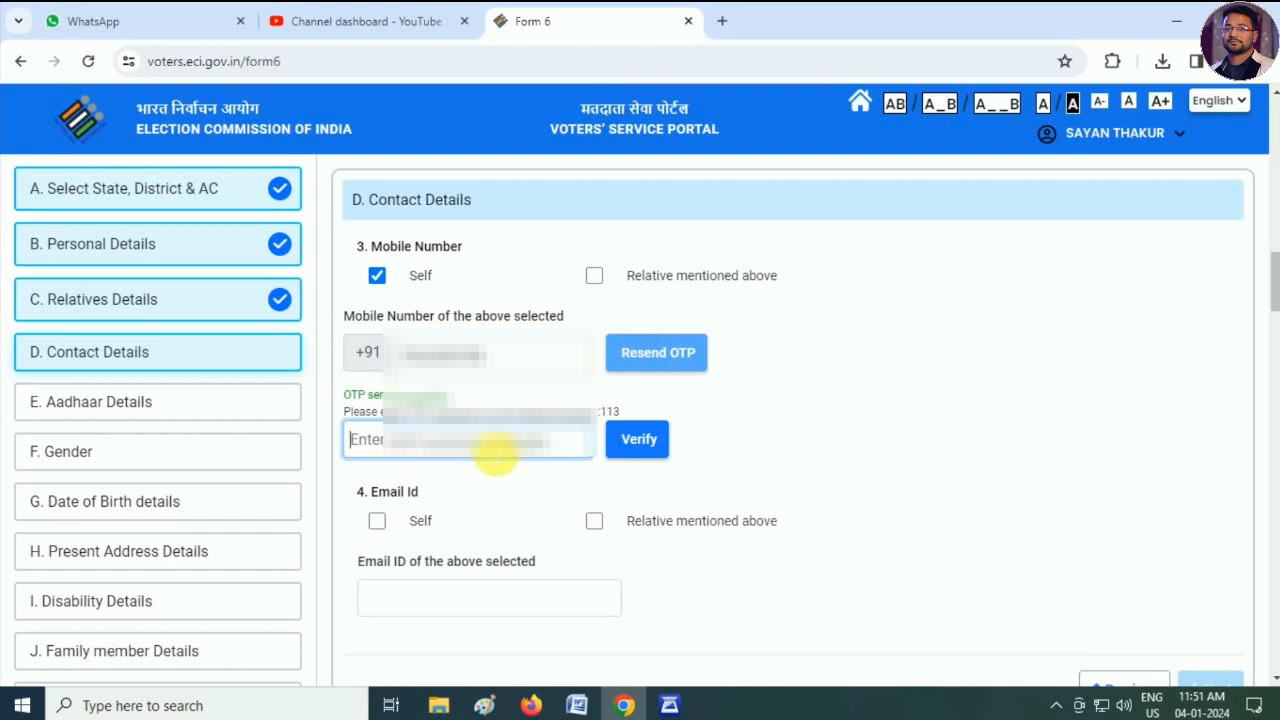 WhatsApp
Channel dashboard - YouTube
Form 6
voters.eci.gov.in/form6
भारत निर्वाचन आयोग
ELECTION COMMISSION OF INDIA
मतदाता सेवा पोर्टल
VOTERS' SERVICE PORTAL
AB / A_B / A__B A / A A- A A+ English
SAYAN THAKUR
A. Select State, District & AC
B. Personal Details
C. Relatives Details
D. Contact Details
E. Aadhaar Details
F. Gender
G. Date of Birth details
H. Present Address Details
I. Disability Details
J. Family member Details
D. Contact Details
3. Mobile Number
Self Relative mentioned above
Mobile Number of the above selected
+91 Resend OTP
OTP
Please :113
Enter Verify
4. Email Id
Self Relative mentioned above
Email ID of the above selected
Type here to search
ENG 11:51 AM
US 04-01-2024